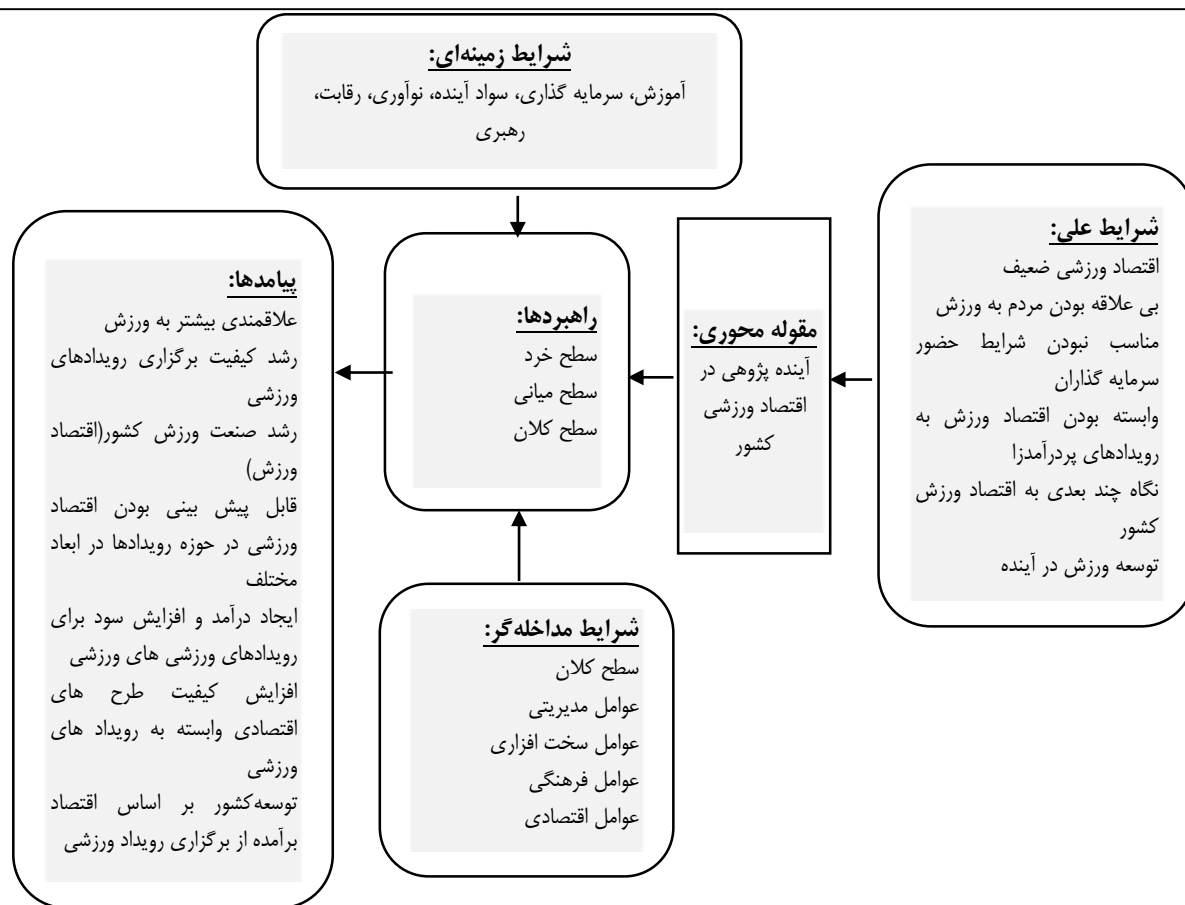 شرایط زمینه‌ای:
آموزش، سرمایه گذاری، سواد آینده، نوآوری، رقابت،
رهبری
شرایط علی:
اقتصاد ورزشی ضعیف
بی علاقه بودن مردم به ورزش
مناسب نبودن شرایط حضور
سرمایه گذاران
وابسته بودن اقتصاد ورزش به
رویدادهای پردرآمدزا
نگاه چند بعدی به اقتصاد ورزش
کشور
توسعه ورزش در آینده
مقوله محوری:
آینده پژوهی در
اقتصاد ورزشی
کشور
راهبردها:
سطح خرد
سطح میانی
سطح کلان
شرایط مداخله‌گر:
سطح کلان
عوامل مدیریتی
عوامل سخت افزاری
عوامل فرهنگی
عوامل اقتصادی
پیامدها:
علاقمندی بیشتر به ورزش
رشد کیفیت برگزاری رویدادهای
ورزشی
رشد صنعت ورزش کشور(اقتصاد
ورزش)
قابل پیش بینی بودن اقتصاد
ورزشی در حوزه رویدادها در ابعاد
مختلف
ایجاد درآمد و افزایش سود برای
رویدادهای ورزشی های ورزشی
افزایش کیفیت طرح های
اقتصادی وابسته به رویداد های
ورزشی
توسعه‌کشور بر اساس اقتصاد
برآمده از برگزاری رویداد ورزشی